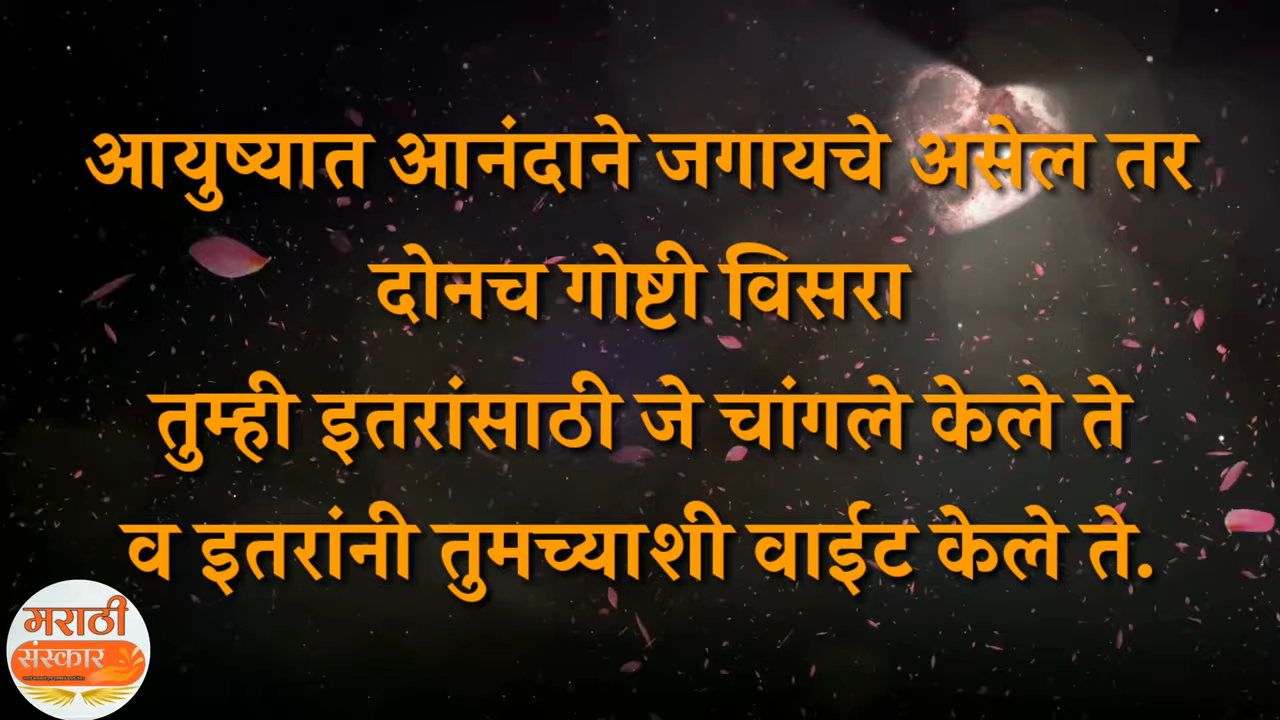 आयुष्यात आनंदाने जगायचे असेल तर
दोनच गोष्टी विसरा
तुम्ही इतरांसाठी जे चांगले केले ते
व इतरांनी तुमच्याशी वाईट केले ते.
मराठी
संस्कार